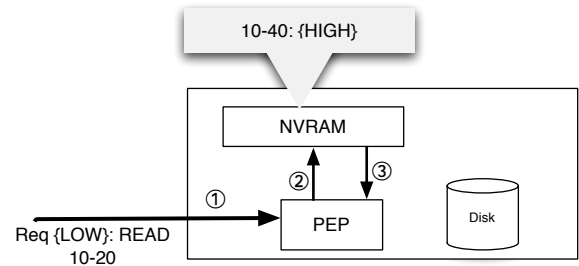 10-40: {HIGH}
NVRAM
③
②
①
PEP
Disk
Req {LOW}: READ
10-20